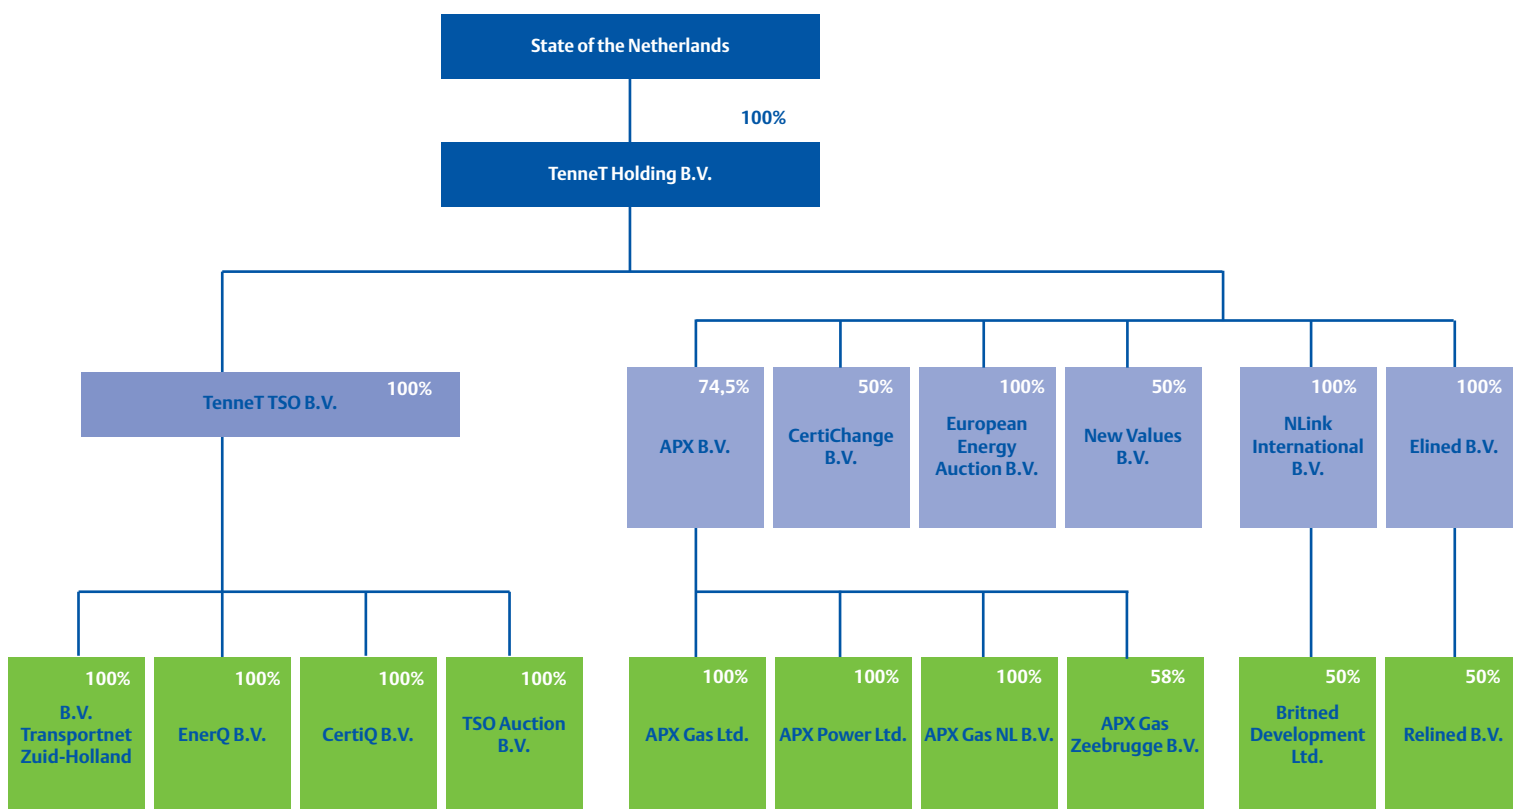 State of the Netherlands
100%
TenneT Holding B.V.
TenneT TSO B.V.
100%
74,5%
APX B.V.
50%
CertiChange
B.V.
100%
European
Energy
Auction B.V.
50%
New Values
B.V.
100%
NLink
International
B.V.
100%
Elined B.V.
100%
B.V.
Transportnet
Zuid-Holland
100%
EnerQ B.V.
100%
CertiQ B.V.
100%
TSO Auction
B.V.
100%
APX Gas Ltd.
100%
APX Power Ltd.
100%
APX Gas NL B.V.
58%
APX Gas
Zeebrugge B.V.
50%
Britned
Development
Ltd.
50%
Relined B.V.